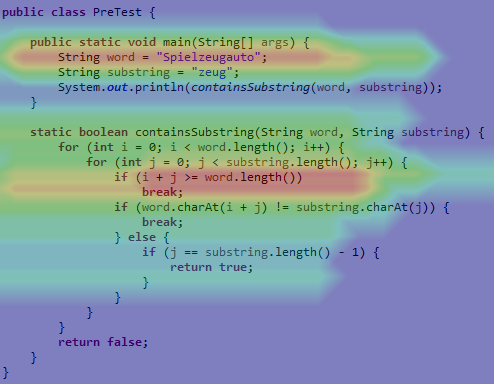 public class PreTest {
public static void main(String[] args) {
String word = "Spielzeugauto";
String substring = "zeug";
System.out.println(containsSubstring(word, substring));
}
static boolean containsSubstring(String word, String substring) {
for (int i = 0; i < word.length(); i++) {
for (int j = 0; j < substring.length(); j++) {
if (i + j >= word.length())
break;
if (word.charAt(i + j) != substring.charAt(j)) {
break;
} else {
if (j == substring.length() - 1) {
return true;
}
}
}
}
return false;
}
}